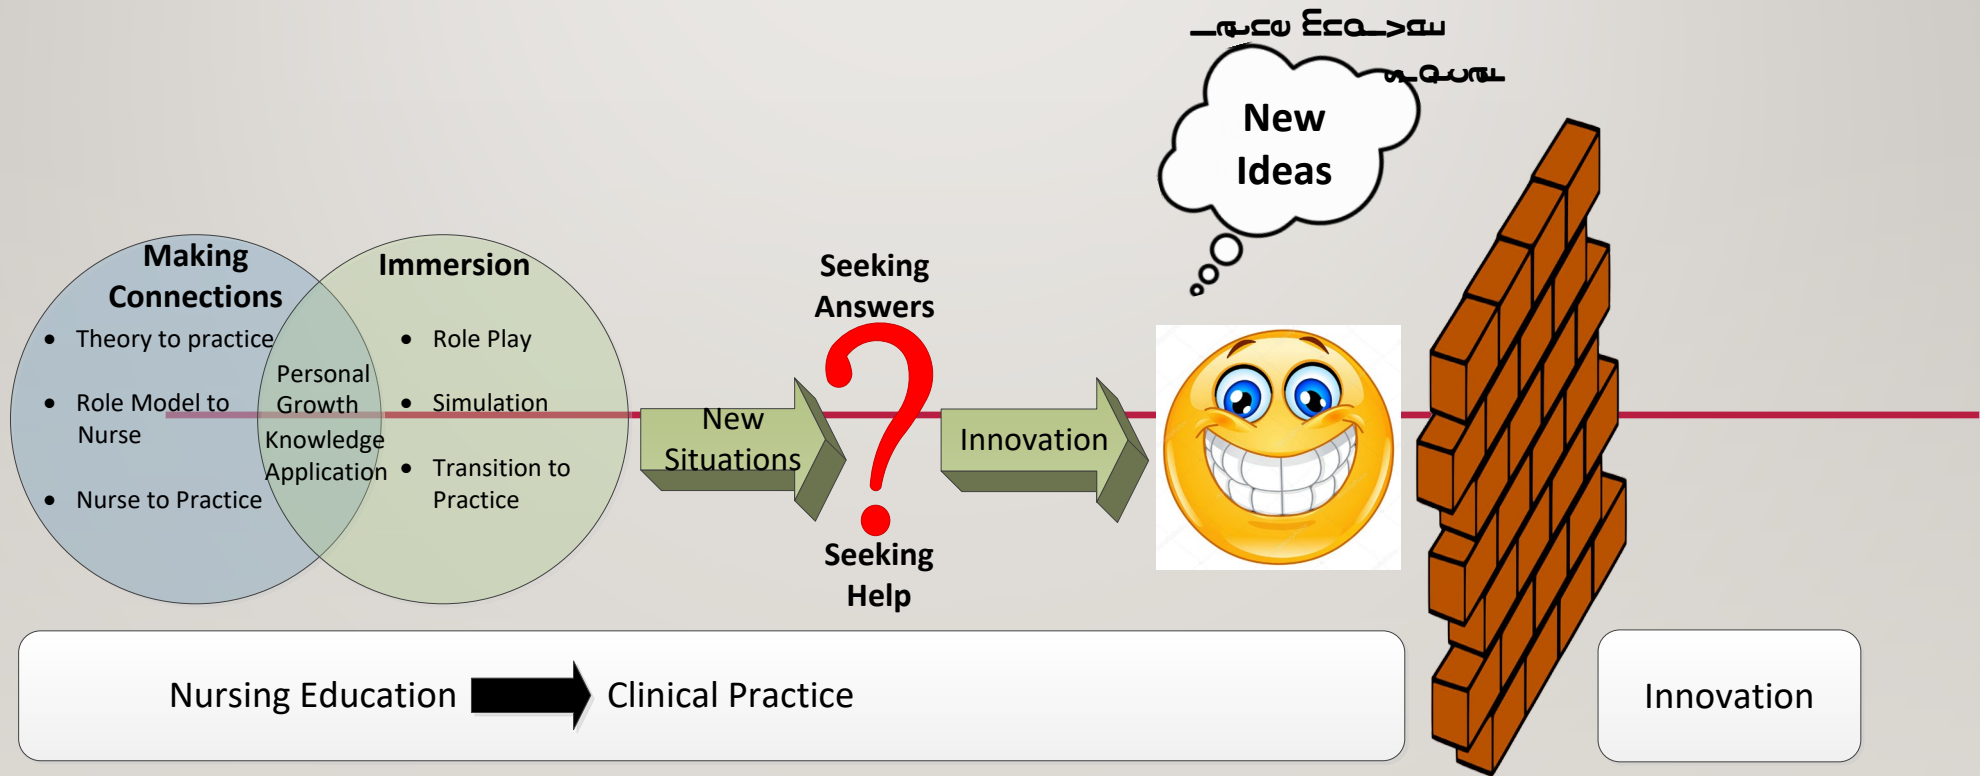 New
Ideas
Making
Connections
• Theory to practice
• Role Model to
Nurse
• Nurse to Practice
Personal
Growth
Knowledge
Application
Immersion
• Role Play
• Simulation
• Transition to
Practice
New
Situations
Seeking
Answers
?
Seeking
Help
Innovation
Nursing Education
Clinical Practice
Innovation